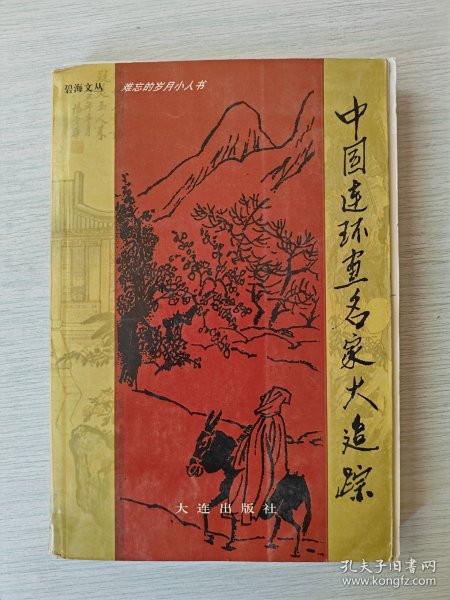 碧海文丛
难忘的岁月小人书
中国连环画名家大追踪
大连出版社
孔夫子旧书网
www.kongfz.com